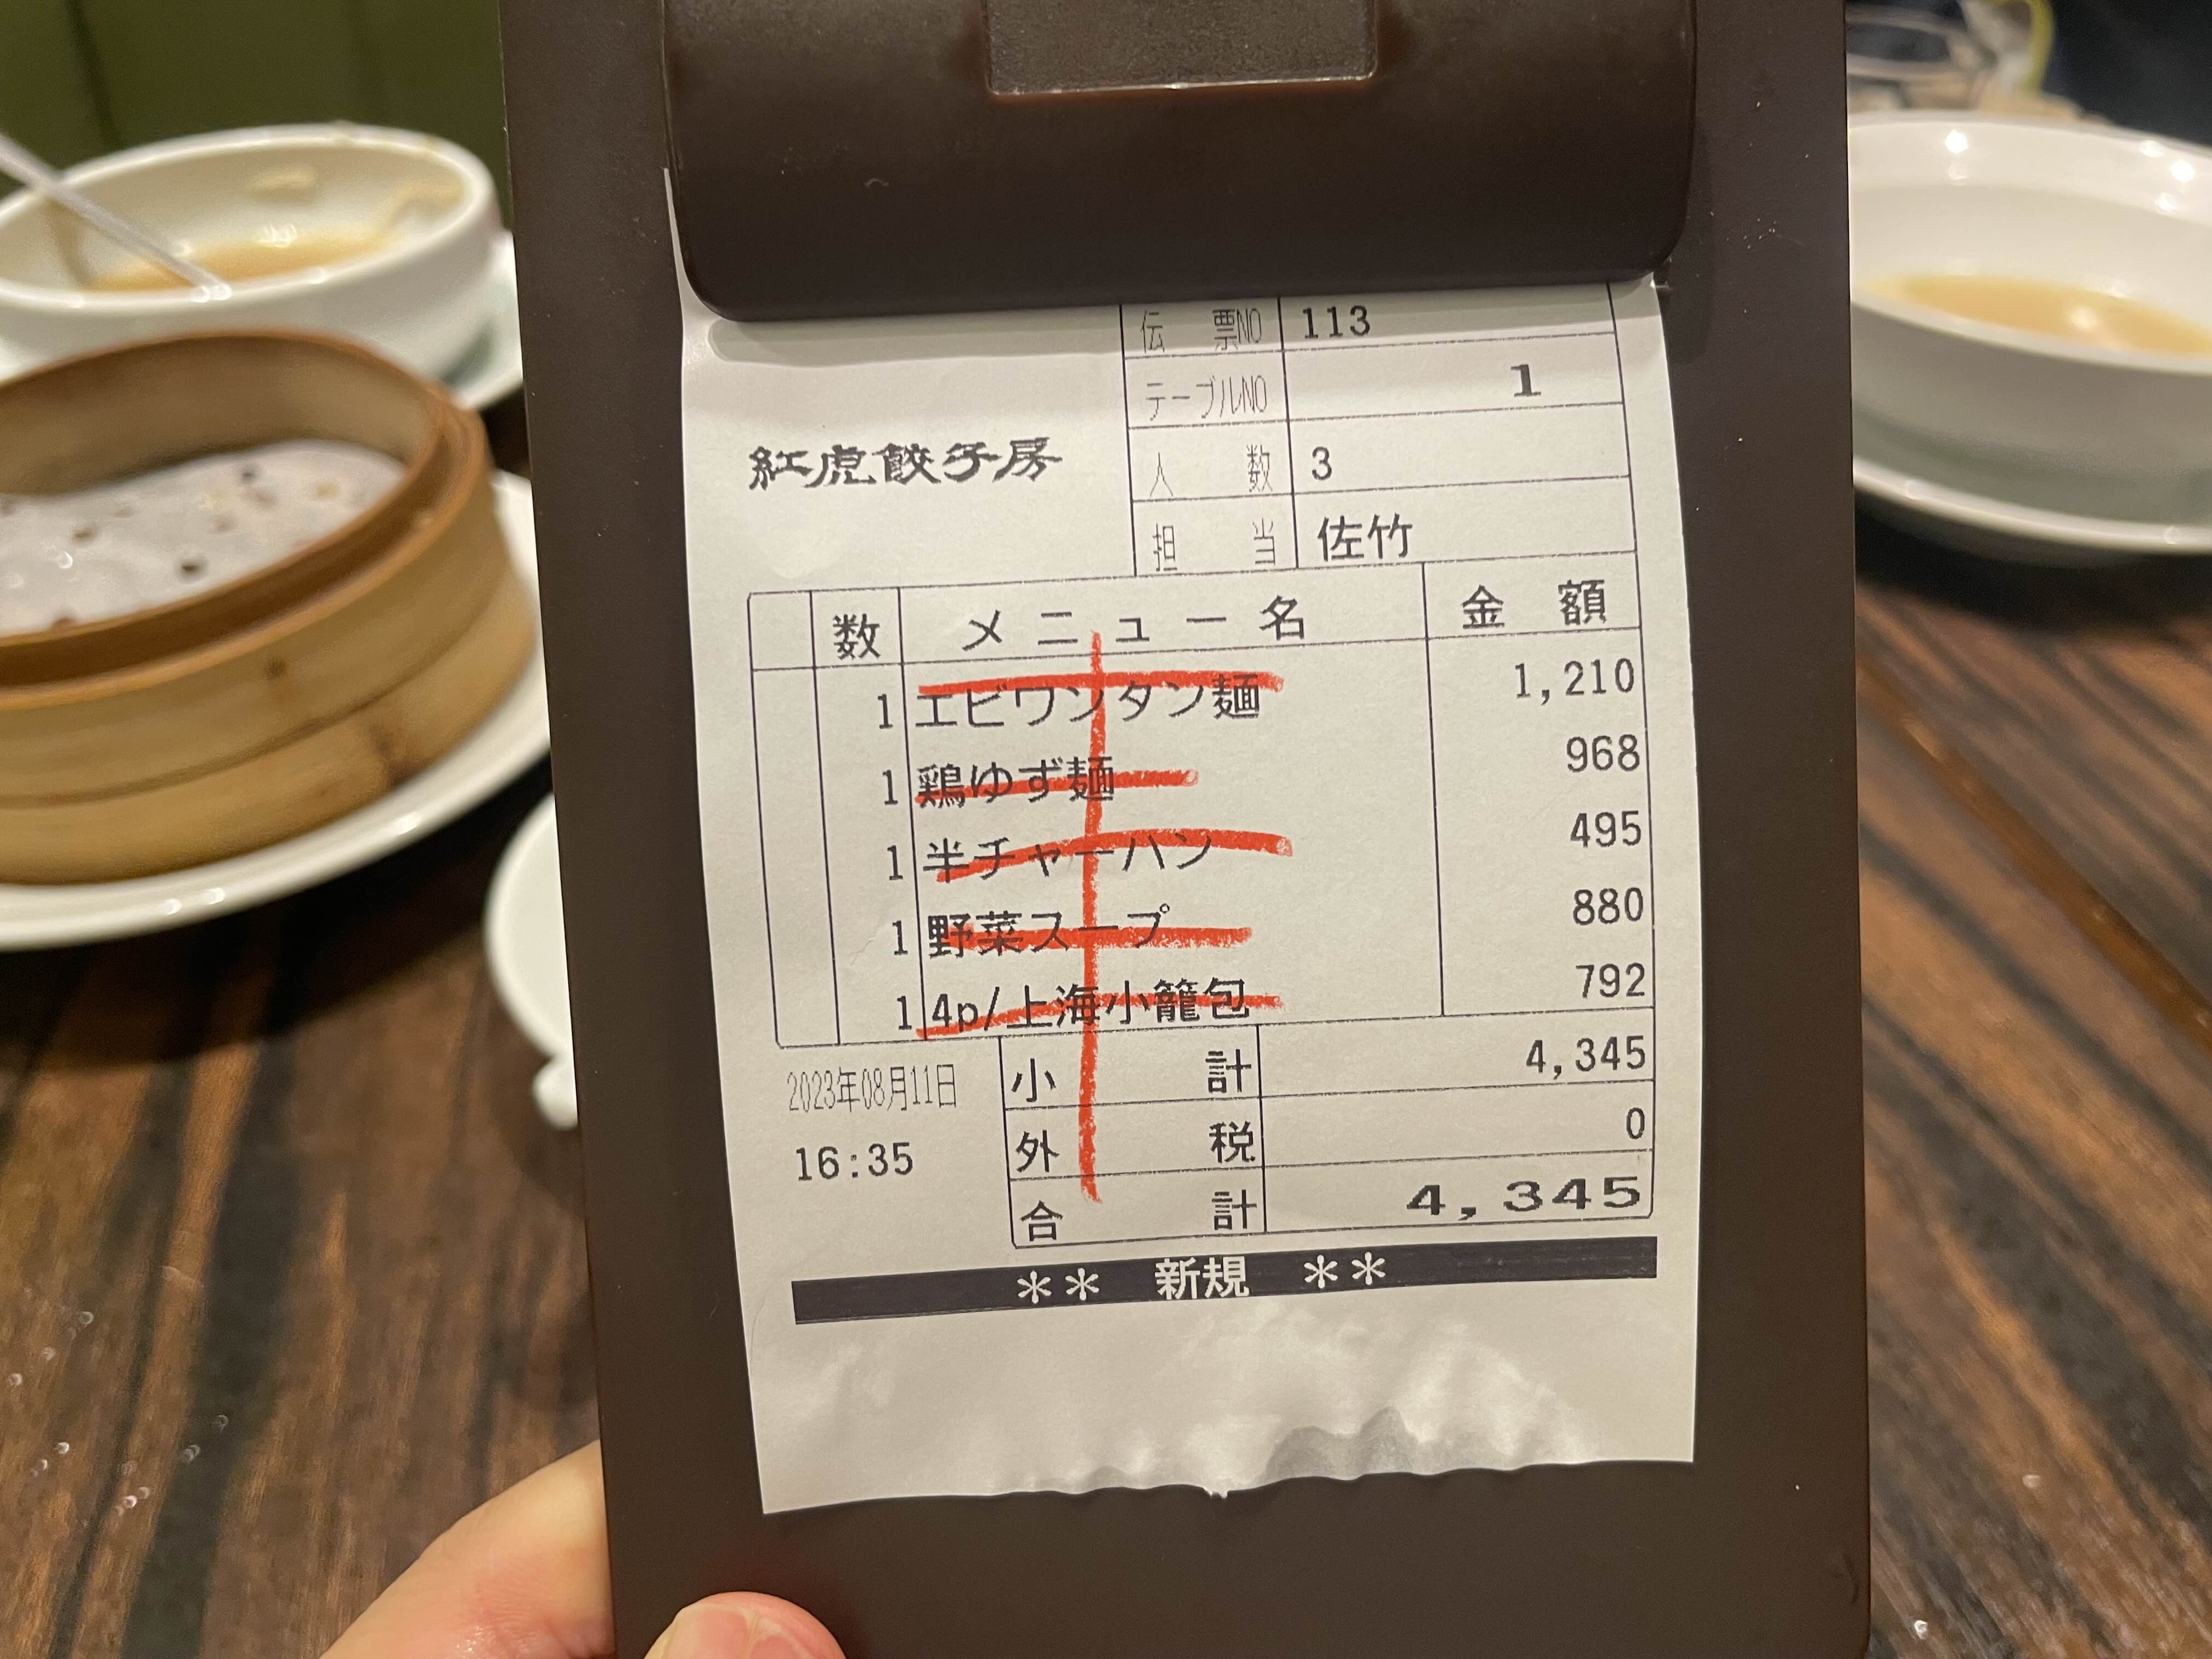 伝票NO 113
テーブルNO 1
紅虎餃子房
人数 3
担当 佐竹
数 メニュー名 金額
1 エビワンタン麺 1,210
1 鶏ゆず麺 968
1 半チャーハン 495
1 野菜スープ 880
1 4p/上海小籠包 792
小計 4,345
2023年08月11日
外税 0
16:35
合計 4,345
** 新規 **